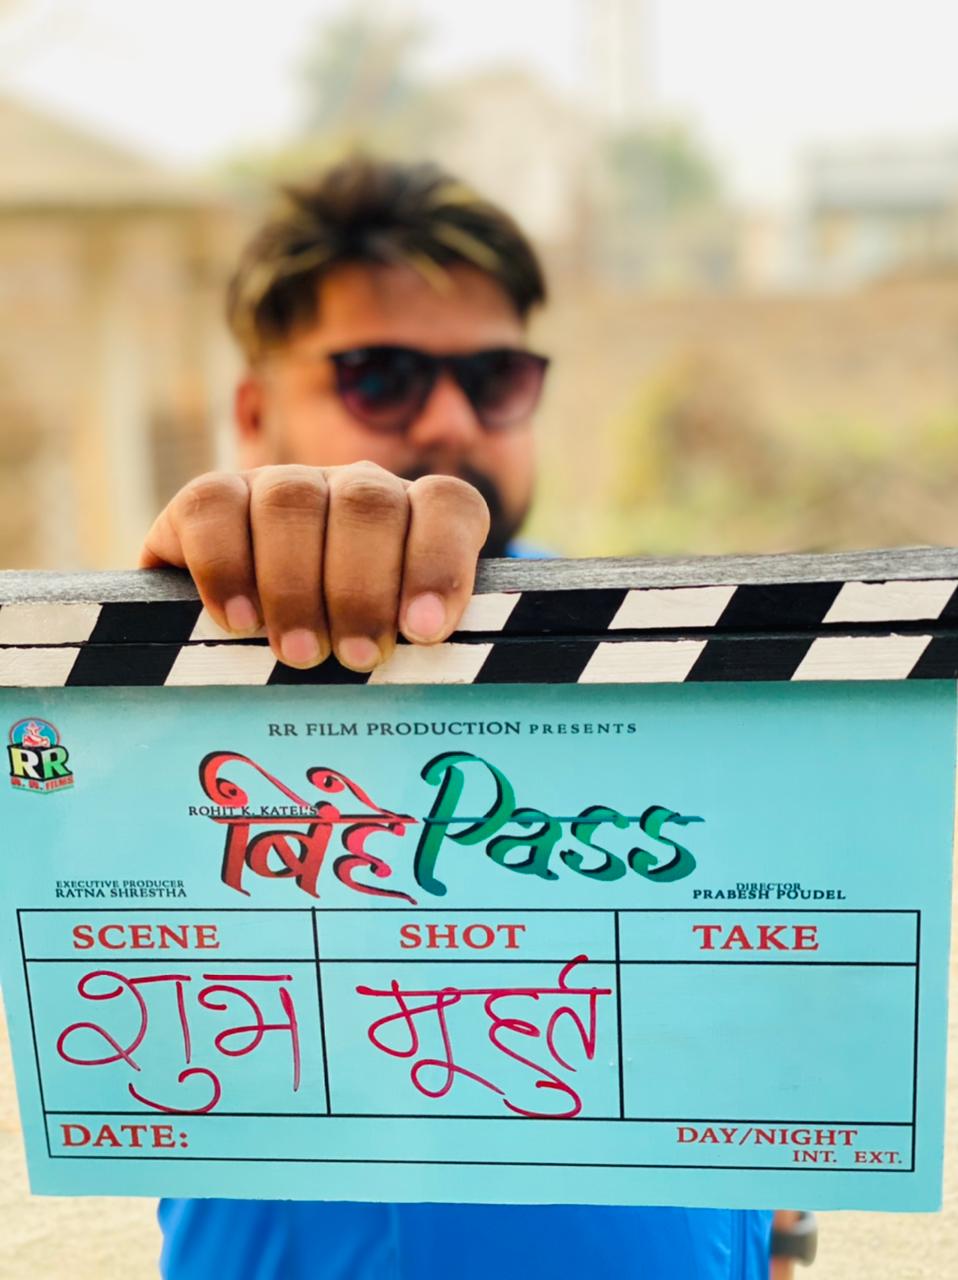 RR FILM PRODUCTION PRESENTS
RR
R. R. FILMS
ROHIT K. KATEL'S
बिहे Pass
EXECUTIVE PRODUCER
RATNA SHRESTHA
DIRECTOR
PRABESH POUDEL
SCENE SHOT TAKE
शुभ मूहुर्त
DATE: DAY/NIGHT
INT. EXT.